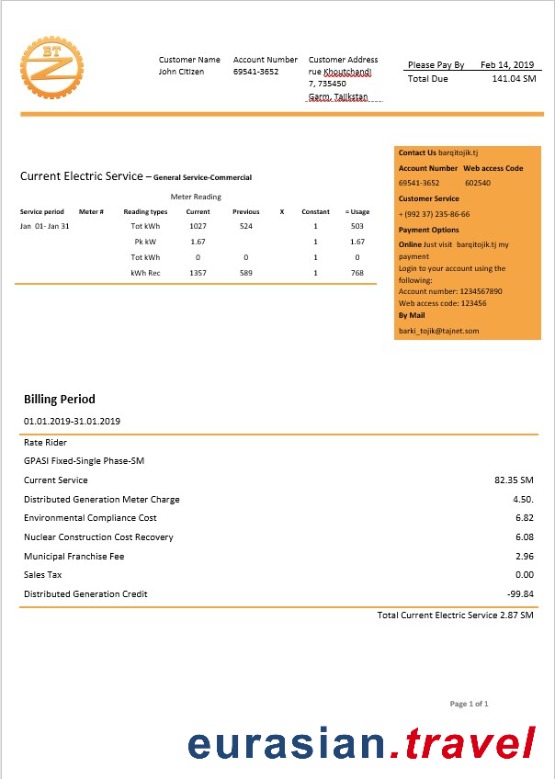 BT
Z
Customer Name Account Number Customer Address
John Citizen 69541-3652 rue Khoutchandi
7, 735450
Garm, Tajikstan
Please Pay By Feb 14, 2019
Total Due 141.04 SM
Contact Us barqitojik.tj
Account Number Web access Code
69541-3652 602540
Customer Service
+ (992 37) 235-86-66
Payment Options
Online Just visit barqitojik.tj my
payment
Login to your account using the
following:
Account number: 1234567890
Web access code: 123456
By Mail
barki_tojik@tajnet.som
Current Electric Service – General Service-Commercial
Meter Reading
Service period Meter # Reading types Current Previous X Constant = Usage
Jan 01- Jan 31 Tot kWh 1027 524 1 503
Pk kW 1.67 1 1.67
Tot kWh 0 0 1 0
kWh Rec 1357 589 1 768
Billing Period
01.01.2019-31.01.2019
Rate Rider
GPASI Fixed-Single Phase-SM
Current Service 82.35 SM
Distributed Generation Meter Charge 4.50.
Environmental Compliance Cost 6.82
Nuclear Construction Cost Recovery 6.08
Municipal Franchise Fee 2.96
Sales Tax 0.00
Distributed Generation Credit -99.84
Total Current Electric Service 2.87 SM
Page 1 of 1
eurasian.travel